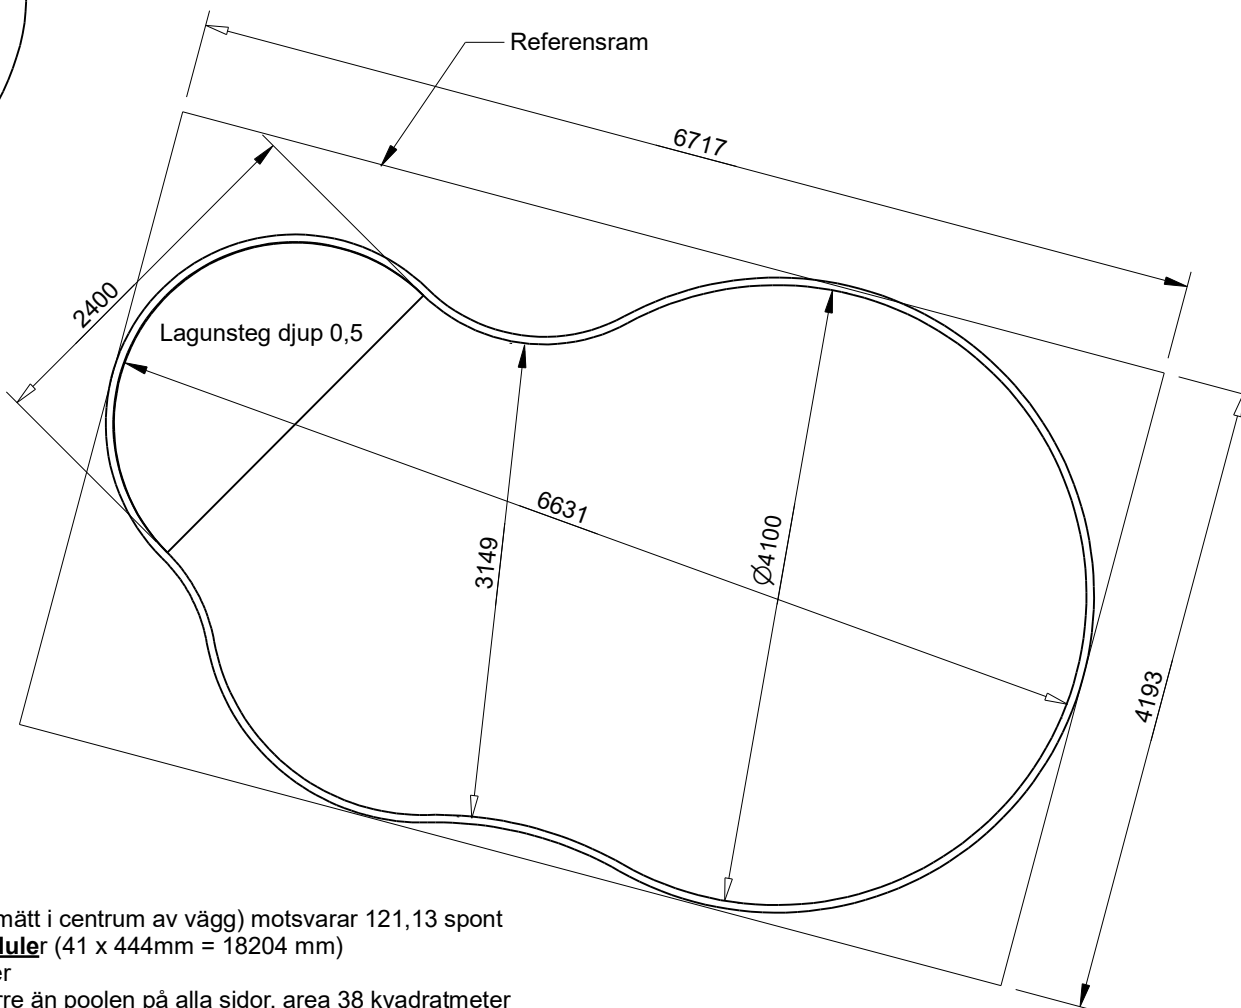 Referensram
6717
2400
Lagunsteg djup 0,5
6631
3149
Ø4100
4193
mätt i centrum av vägg) motsvarar 121,13 spont
duler (41 x 444mm = 18204 mm)
er
rre än poolen på alla sidor, area 38 kvadratmeter